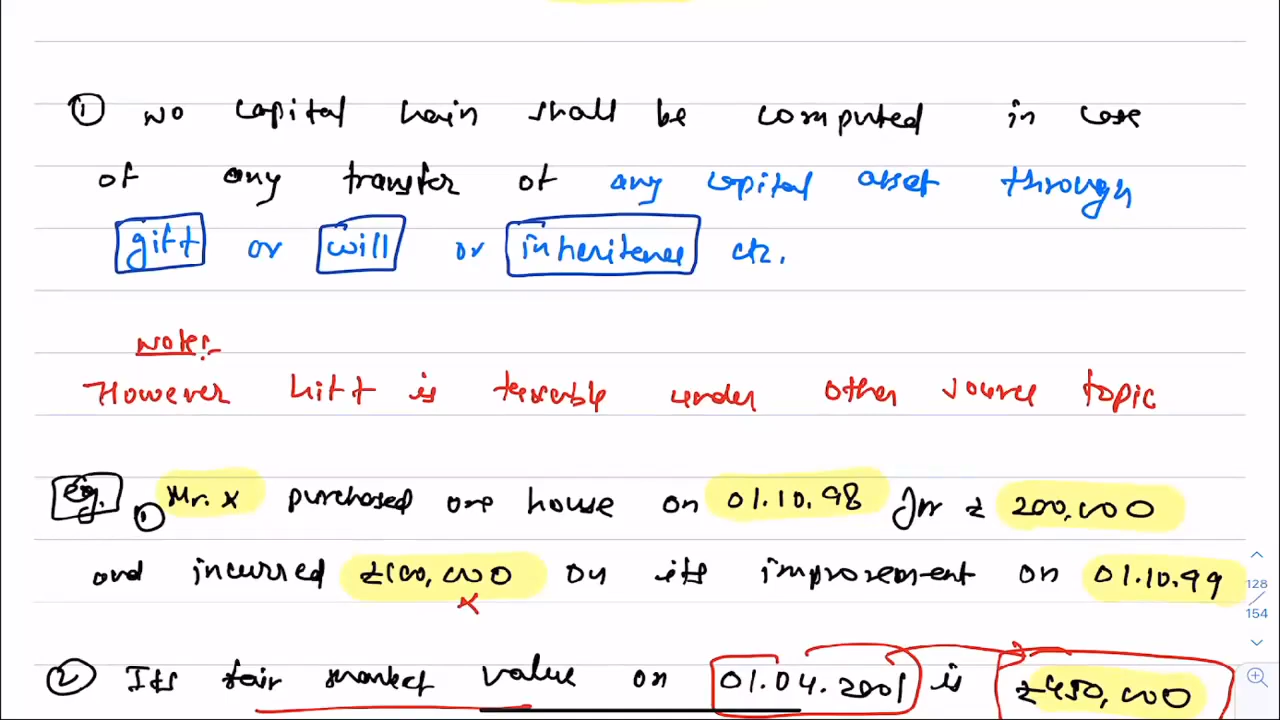 ① No capital Gain shall be computed in case
of any transfer of any capital asset through
gift or will or inheritence etc.
Note:-
However Gift is taxable under other source topic
eg. ① Mr. X purchased one house on 01.10.98 for ₹ 200,000
and incurred ₹100,000 on its improvement on 01.10.99
128
154
② Its fair market value on 01.04.2001 is ₹450,000